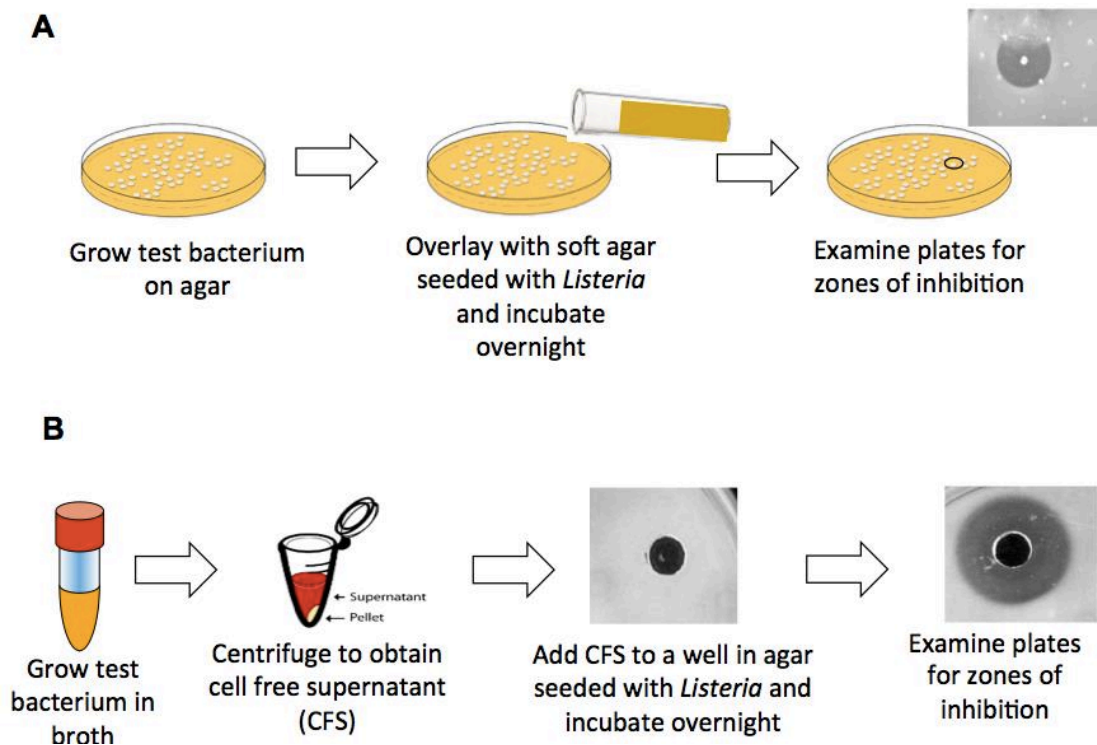 A
Grow test bacterium
on agar
Overlay with soft agar
seeded with Listeria
and incubate
overnight
Examine plates for
zones of inhibition
B
Grow test
bacterium in
broth
Supernatant
Pellet
Centrifuge to obtain
cell free supernatant
(CFS)
Add CFS to a well in agar
seeded with Listeria and
incubate overnight
Examine plates
for zones of
inhibition